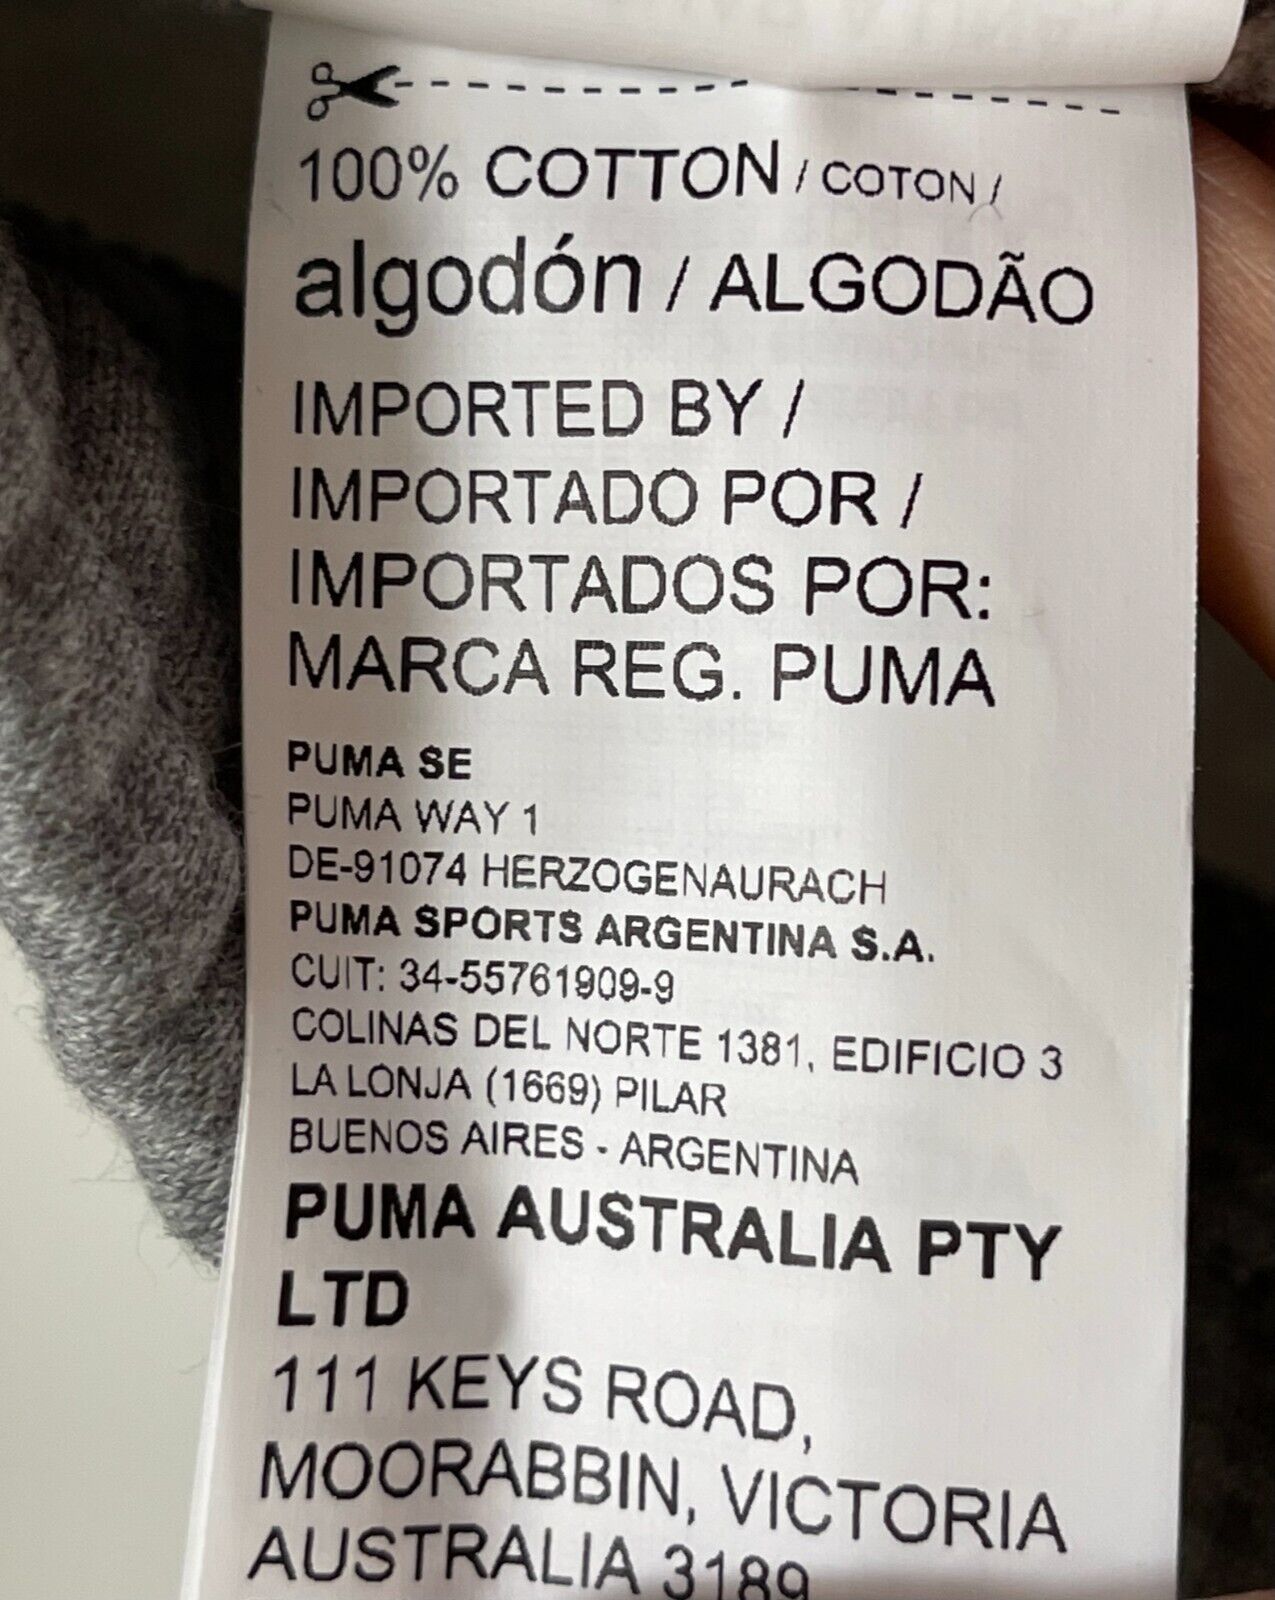 100% COTTON / COTON /
algodón / ALGODÃO
IMPORTED BY /
IMPORTADO POR /
IMPORTADOS POR:
MARCA REG. PUMA
PUMA SE
PUMA WAY 1
DE-91074 HERZOGENAURACH
PUMA SPORTS ARGENTINA S.A.
CUIT: 34-55761909-9
COLINAS DEL NORTE 1381, EDIFICIO 3
LA LONJA (1669) PILAR
BUENOS AIRES - ARGENTINA
PUMA AUSTRALIA PTY
LTD
111 KEYS ROAD,
MOORABBIN, VICTORIA
AUSTRALIA 3189